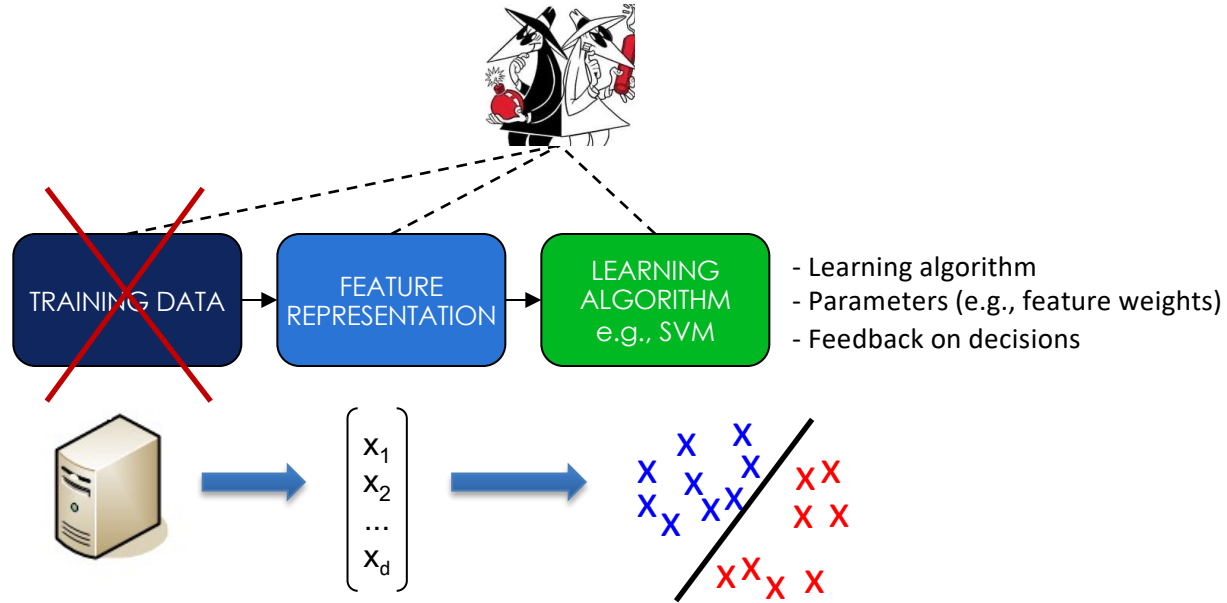 TRAINING DATA
FEATURE
REPRESENTATION
LEARNING
ALGORITHM
e.g., SVM
- Learning algorithm
- Parameters (e.g., feature weights)
- Feedback on decisions
x1
x2
...
xd
x x x x x x x x x x x
x x x x x x x x